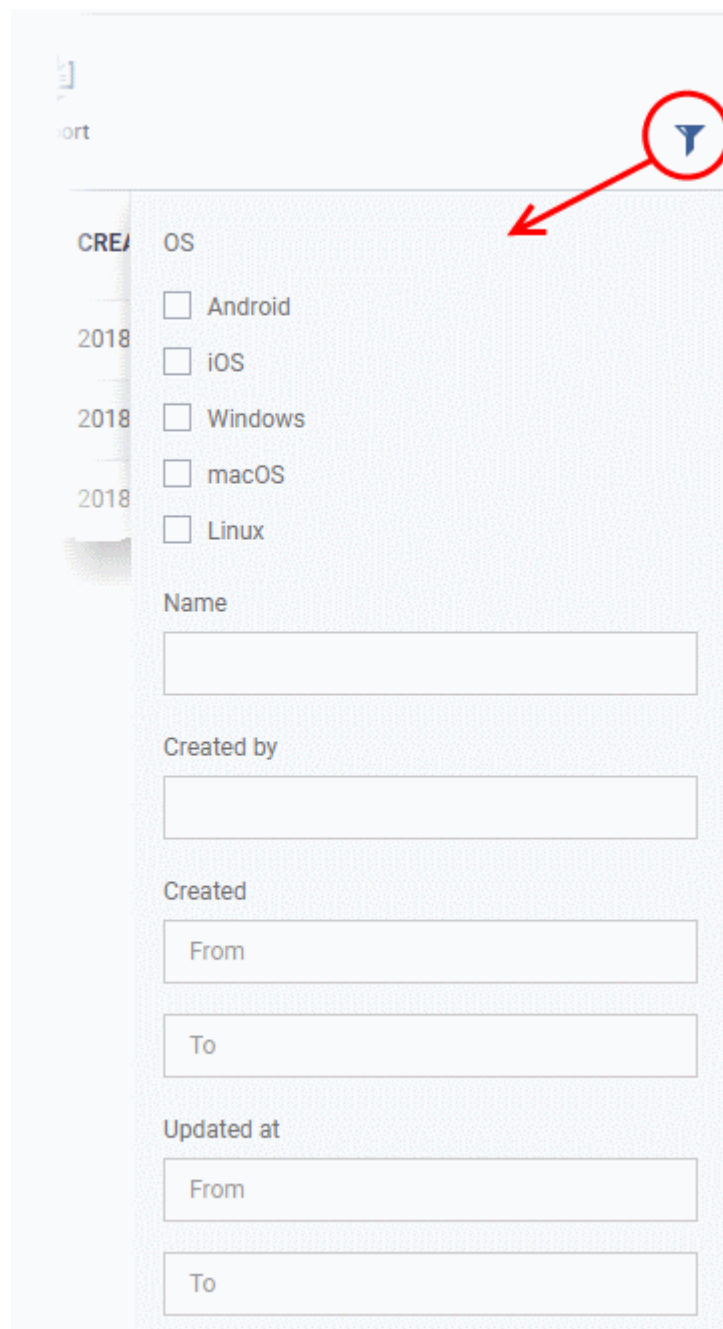 ort
CREA
OS
Android
2018
iOS
2018
Windows
macOS
2018
Linux
Name
Created by
Created
From
To
Updated at
From
To